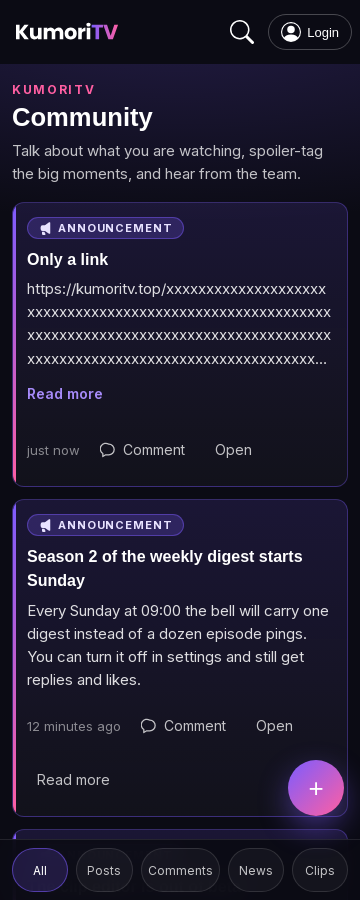 KumoriTV
Login
KUMORITV
Community
Talk about what you are watching, spoiler-tag
the big moments, and hear from the team.
ANNOUNCEMENT
Only a link
https://kumoritv.top/xxxxxxxxxxxxxxxxxxxx
xxxxxxxxxxxxxxxxxxxxxxxxxxxxxxxxxxxxxx
xxxxxxxxxxxxxxxxxxxxxxxxxxxxxxxxxxxxxx
xxxxxxxxxxxxxxxxxxxxxxxxxxxxxxxxxxxx...
Read more
just now Comment Open
ANNOUNCEMENT
Season 2 of the weekly digest starts
Sunday
Every Sunday at 09:00 the bell will carry one
digest instead of a dozen episode pings.
You can turn it off in settings and still get
replies and likes.
12 minutes ago Comment Open
Read more
+
All Posts Comments News Clips